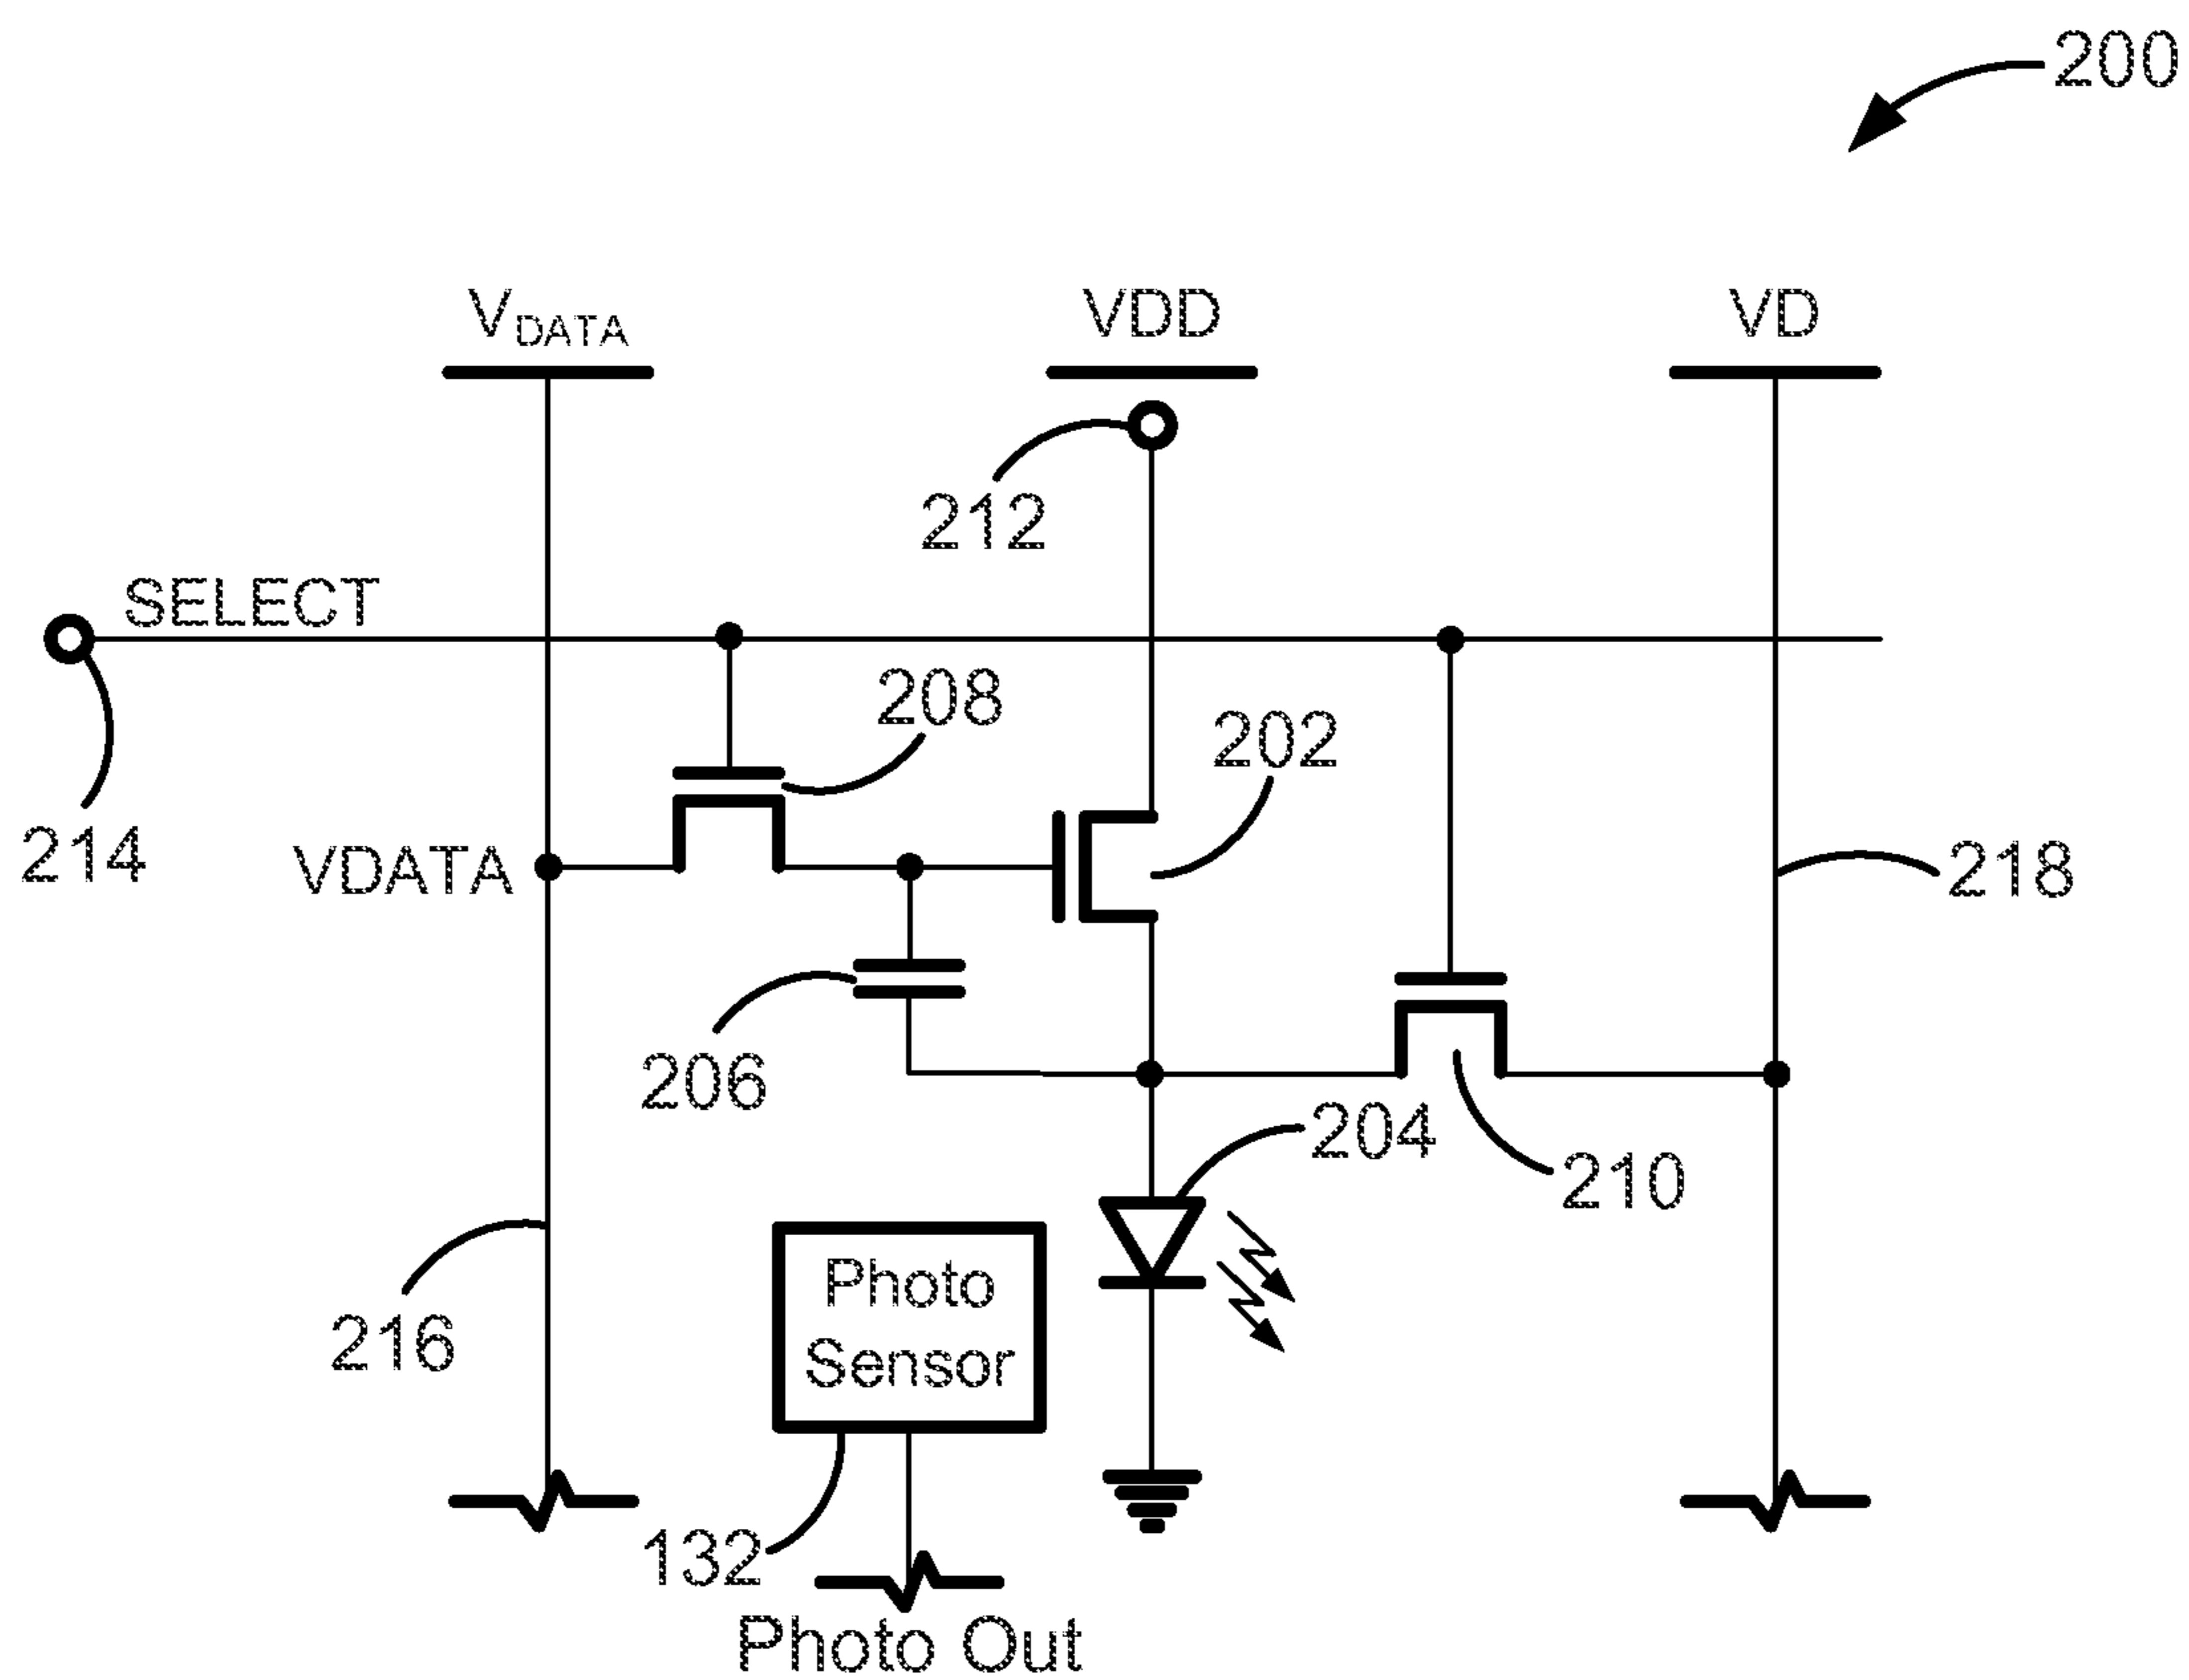 200
VDATA
VDD
VD
212
SELECT
208
202
214
VDATA
218
206
204
210
Photo
Sensor
216
132
Photo Out